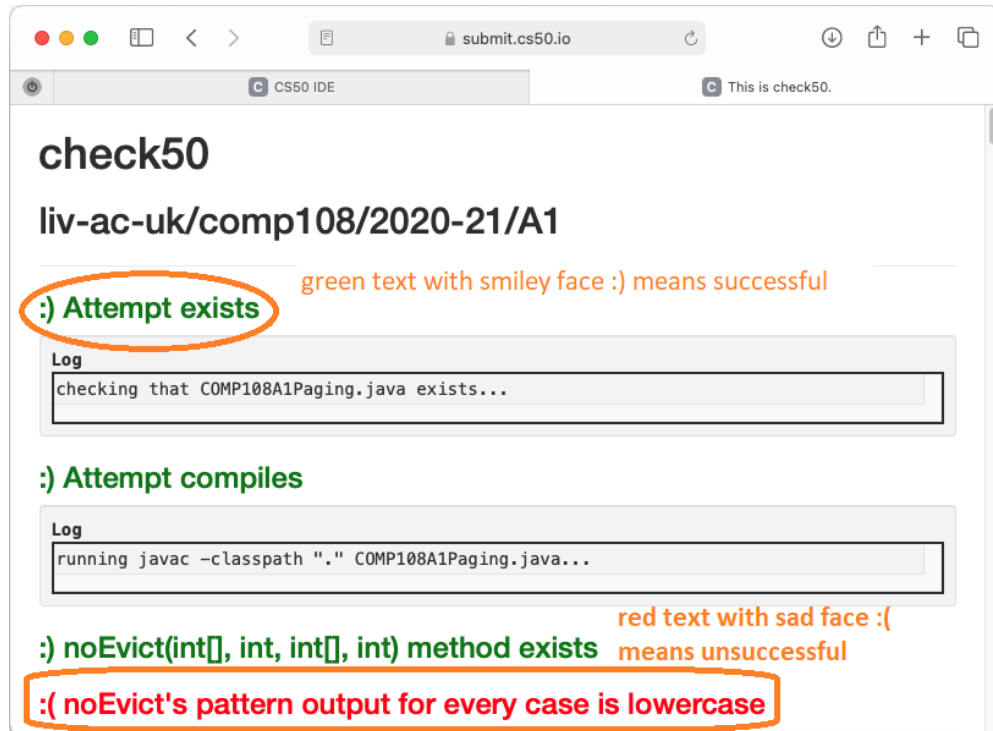 submit.cs50.io
C CS50 IDE
C This is check50.
check50
liv-ac-uk/comp108/2020-21/A1
green text with smiley face :) means successful
:) Attempt exists
Log
checking that COMP108A1Paging.java exists...
:) Attempt compiles
Log
running javac -classpath "." COMP108A1Paging.java...
red text with sad face :(
means unsuccessful
:) noEvict(int[], int, int[], int) method exists
:( noEvict's pattern output for every case is lowercase